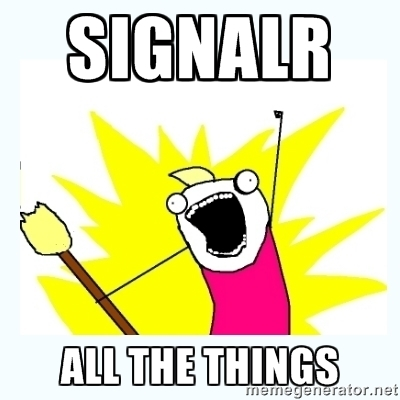 SIGNALR
ALL THE THINGS
memegenerator.net